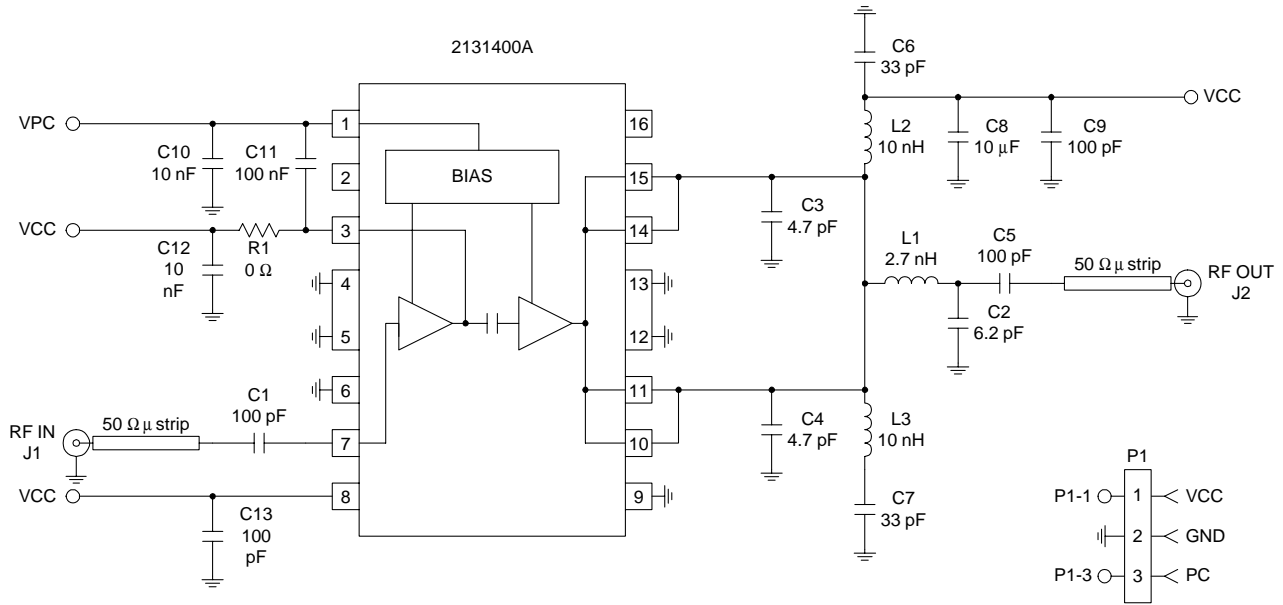 2131400A
C6
33 pF
VCC
VPC
1
16
L2
10 nH
C8
10 μF
C9
100 pF
C10
10 nF
C11
100 nF
2
BIAS
15
C3
4.7 pF
VCC
3
14
C12
10
nF
R1
0 Ω
L1
2.7 nH
C5
100 pF
50 Ω μ strip
RF OUT
J2
4
13
C2
6.2 pF
5
12
6
11
C1
100 pF
50 Ω μ strip
RF IN
J1
7
10
C4
4.7 pF
L3
10 nH
P1
VCC
8
9
C13
100
pF
C7
33 pF
P1-1
1
VCC
2
GND
P1-3
3
PC